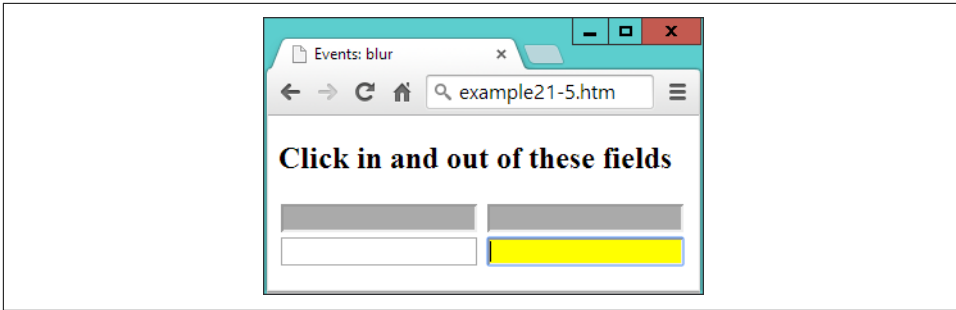 Events: blur
example21-5.htm
Click in and out of these fields